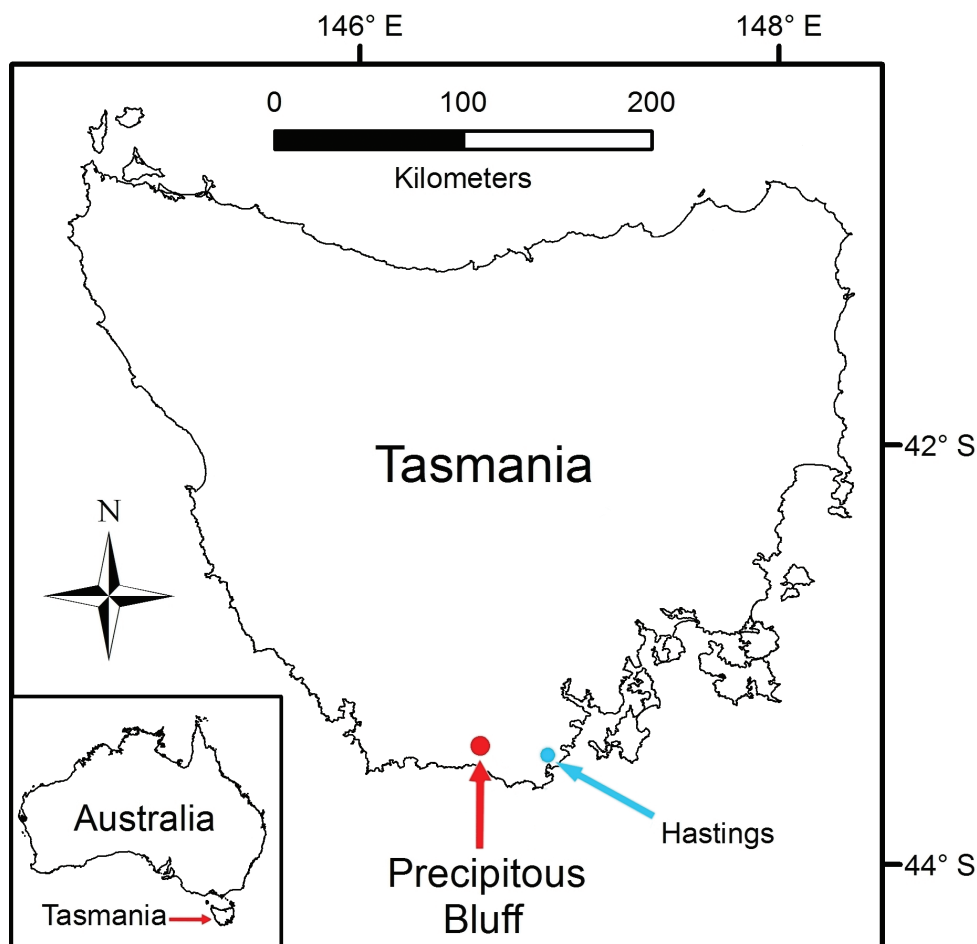 146° E
148° E
0
100
200
Kilometers
Tasmania
42° S
N
Hastings
Precipitous
Bluff
44° S
Australia
Tasmania